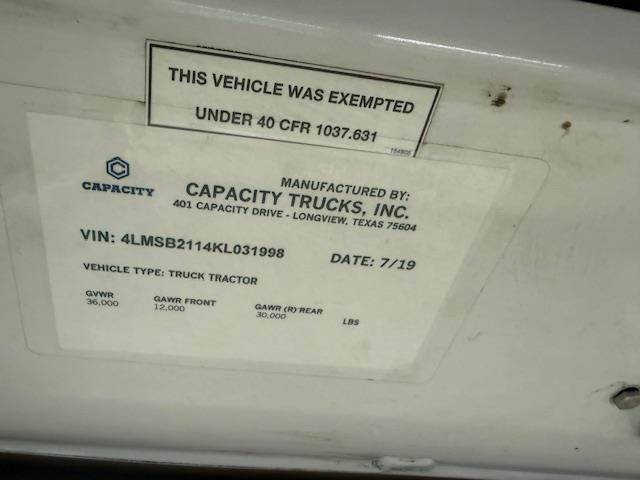 THIS VEHICLE WAS EXEMPTED
UNDER 40 CFR 1037.631
154805
CAPACITY
MANUFACTURED BY:
CAPACITY TRUCKS, INC.
401 CAPACITY DRIVE - LONGVIEW, TEXAS 75604
VIN: 4LMSB2114KL031998 DATE: 7/19
VEHICLE TYPE: TRUCK TRACTOR
GVWR GAWR FRONT GAWR (R) REAR
36,000 12,000 30,000 LBS